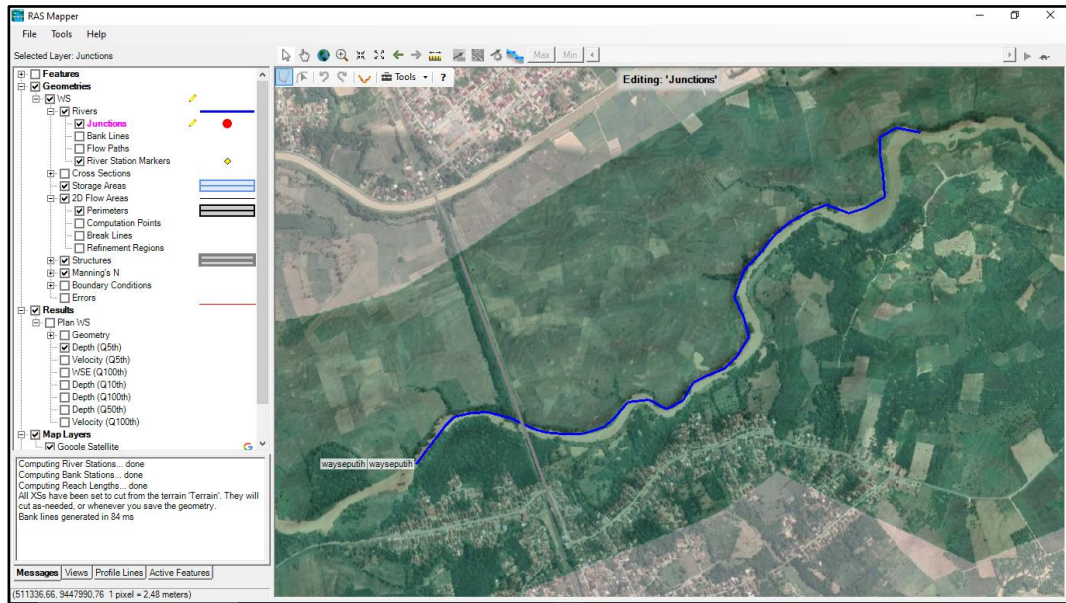 RAS Mapper
File Tools Help
Selected Layer: Junctions
Max Min
Features
Geometries
WS
Rivers
Junctions
Bank Lines
Flow Paths
River Station Markers
Cross Sections
Storage Areas
2D Flow Areas
Perimeters
Computation Points
Break Lines
Refinement Regions
Structures
Manning's N
Boundary Conditions
Errors
Results
Plan WS
Geometry
Depth (Q5th)
Velocity (Q5th)
WSE (Q100th)
Depth (Q10th)
Depth (Q100th)
Depth (Q50th)
Velocity (Q100th)
Map Layers
Google Satellite
Tools ?
Editing: 'Junctions'
wayseputih wayseputih
Computing River Stations... done
Computing Bank Stations... done
Computing Reach Lengths... done
All XSs have been set to cut from the terrain 'Terrain'. They will
cut as-needed, or whenever you save the geometry.
Bank lines generated in 84 ms
Messages Views Profile Lines Active Features
(511336,66, 9447990,76 1 pixel = 2,48 meters)